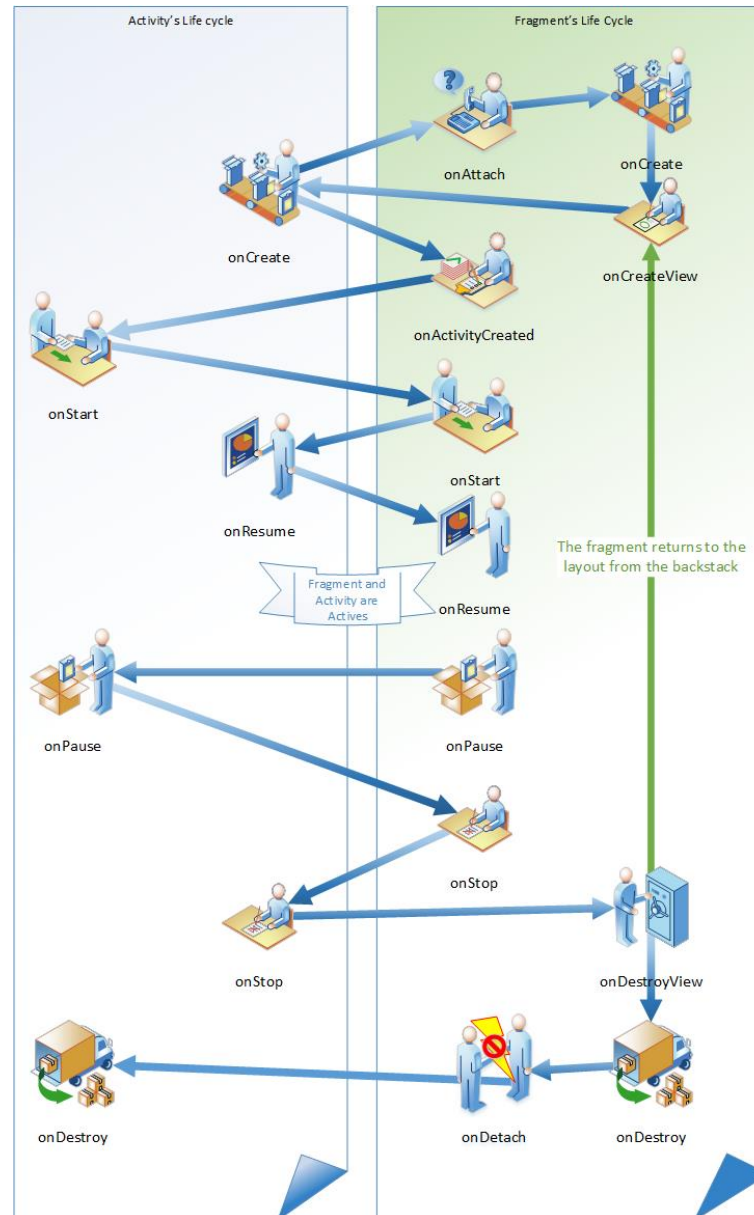 Activity's Life cycle
Fragment's Life Cycle
onAttach
onCreate
onCreate
onCreateView
onActivityCreated
onStart
onStart
onResume
The fragment returns to the
layout from the backstack
Fragment and
Activity are
Actives
onResume
onPause
onPause
onStop
onStop
onDestroyView
onDestroy
onDetach
onDestroy